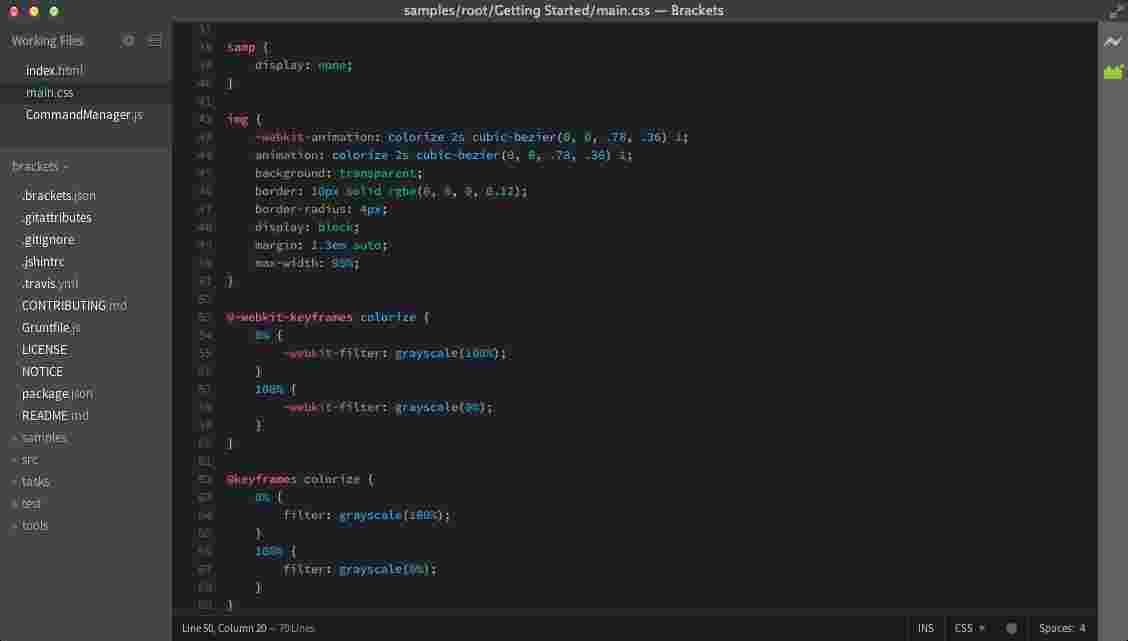 samples/root/Getting Started/main.css — Brackets
Working Files
index.html
main.css
CommandManager.js
brackets
.brackets.json
.gitattributes
.gitignore
.jshintrc
.travis.yml
CONTRIBUTING.md
Gruntfile.js
LICENSE
NOTICE
package.json
README.md
samples
src
tasks
test
tools
37
38 samp {
39 display: none;
40 }
41
42 img {
43 -webkit-animation: colorize 2s cubic-bezier(0, 0, .78, .36) 1;
44 animation: colorize 2s cubic-bezier(0, 0, .78, .36) 1;
45 background: transparent;
46 border: 10px solid rgba(0, 0, 0, 0.12);
47 border-radius: 4px;
48 display: block;
49 margin: 1.3em auto;
50 max-width: 95%;
51 }
52
53 @-webkit-keyframes colorize {
54 0% {
55 -webkit-filter: grayscale(100%);
56 }
57 100% {
58 -webkit-filter: grayscale(0%);
59 }
60 }
61
62 @keyframes colorize {
63 0% {
64 filter: grayscale(100%);
65 }
66 100% {
67 filter: grayscale(0%);
68 }
69 }
Line 50, Column 20 — 70 Lines
INS
CSS
Spaces: 4